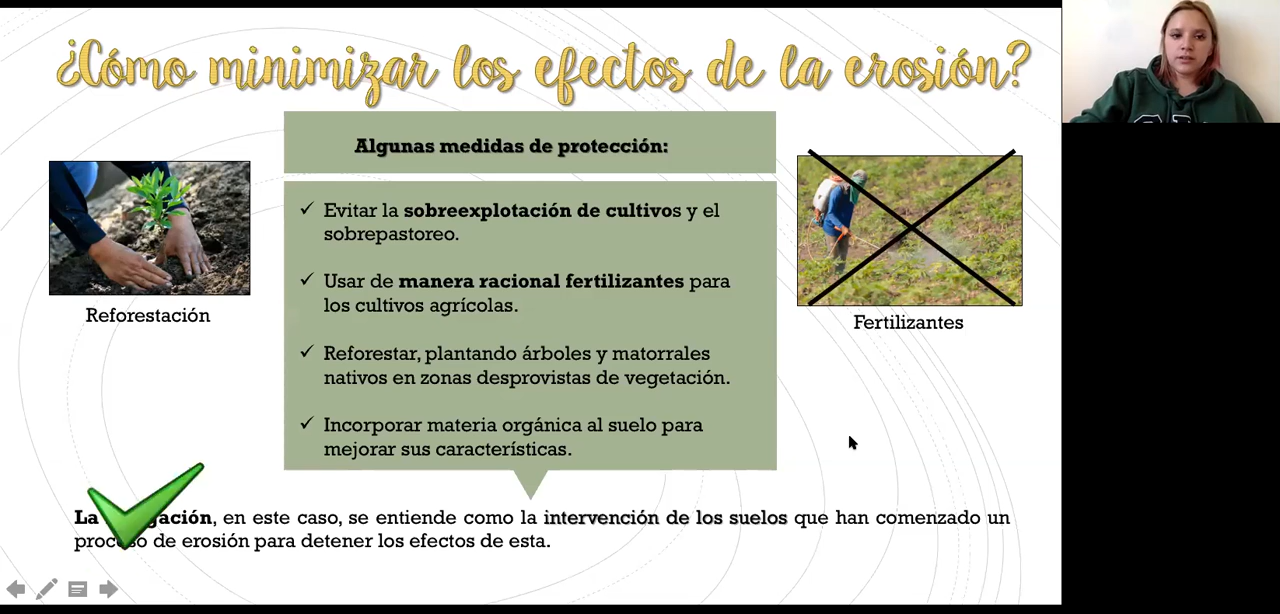 ¿Cómo minimizar los efectos de la erosión?
Algunas medidas de protección:
Evitar la sobreexplotación de cultivos y el
sobrepastoreo.
Usar de manera racional fertilizantes para
los cultivos agrícolas.
Reforestar, plantando árboles y matorrales
nativos en zonas desprovistas de vegetación.
Incorporar materia orgánica al suelo para
mejorar sus características.
Reforestación
Fertilizantes
La , en este caso, se entiende como la intervención de los suelos que han comenzado un
proceso de erosión para detener los efectos de esta.